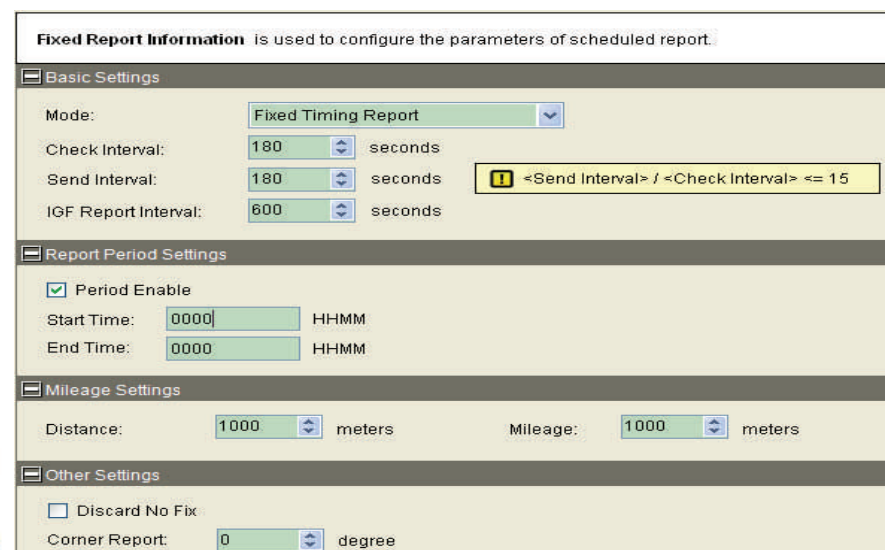 Fixed Report Information is used to configure the parameters of scheduled report.
Basic Settings
Mode: Fixed Timing Report
Check Interval: 180 seconds
Send Interval: 180 seconds <Send Interval> / <Check Interval> <= 15
IGF Report Interval: 600 seconds
Report Period Settings
Period Enable
Start Time: 0000 HHMM
End Time: 0000 HHMM
Mileage Settings
Distance: 1000 meters Mileage: 1000 meters
Other Settings
Discard No Fix
Corner Report: 0 degree